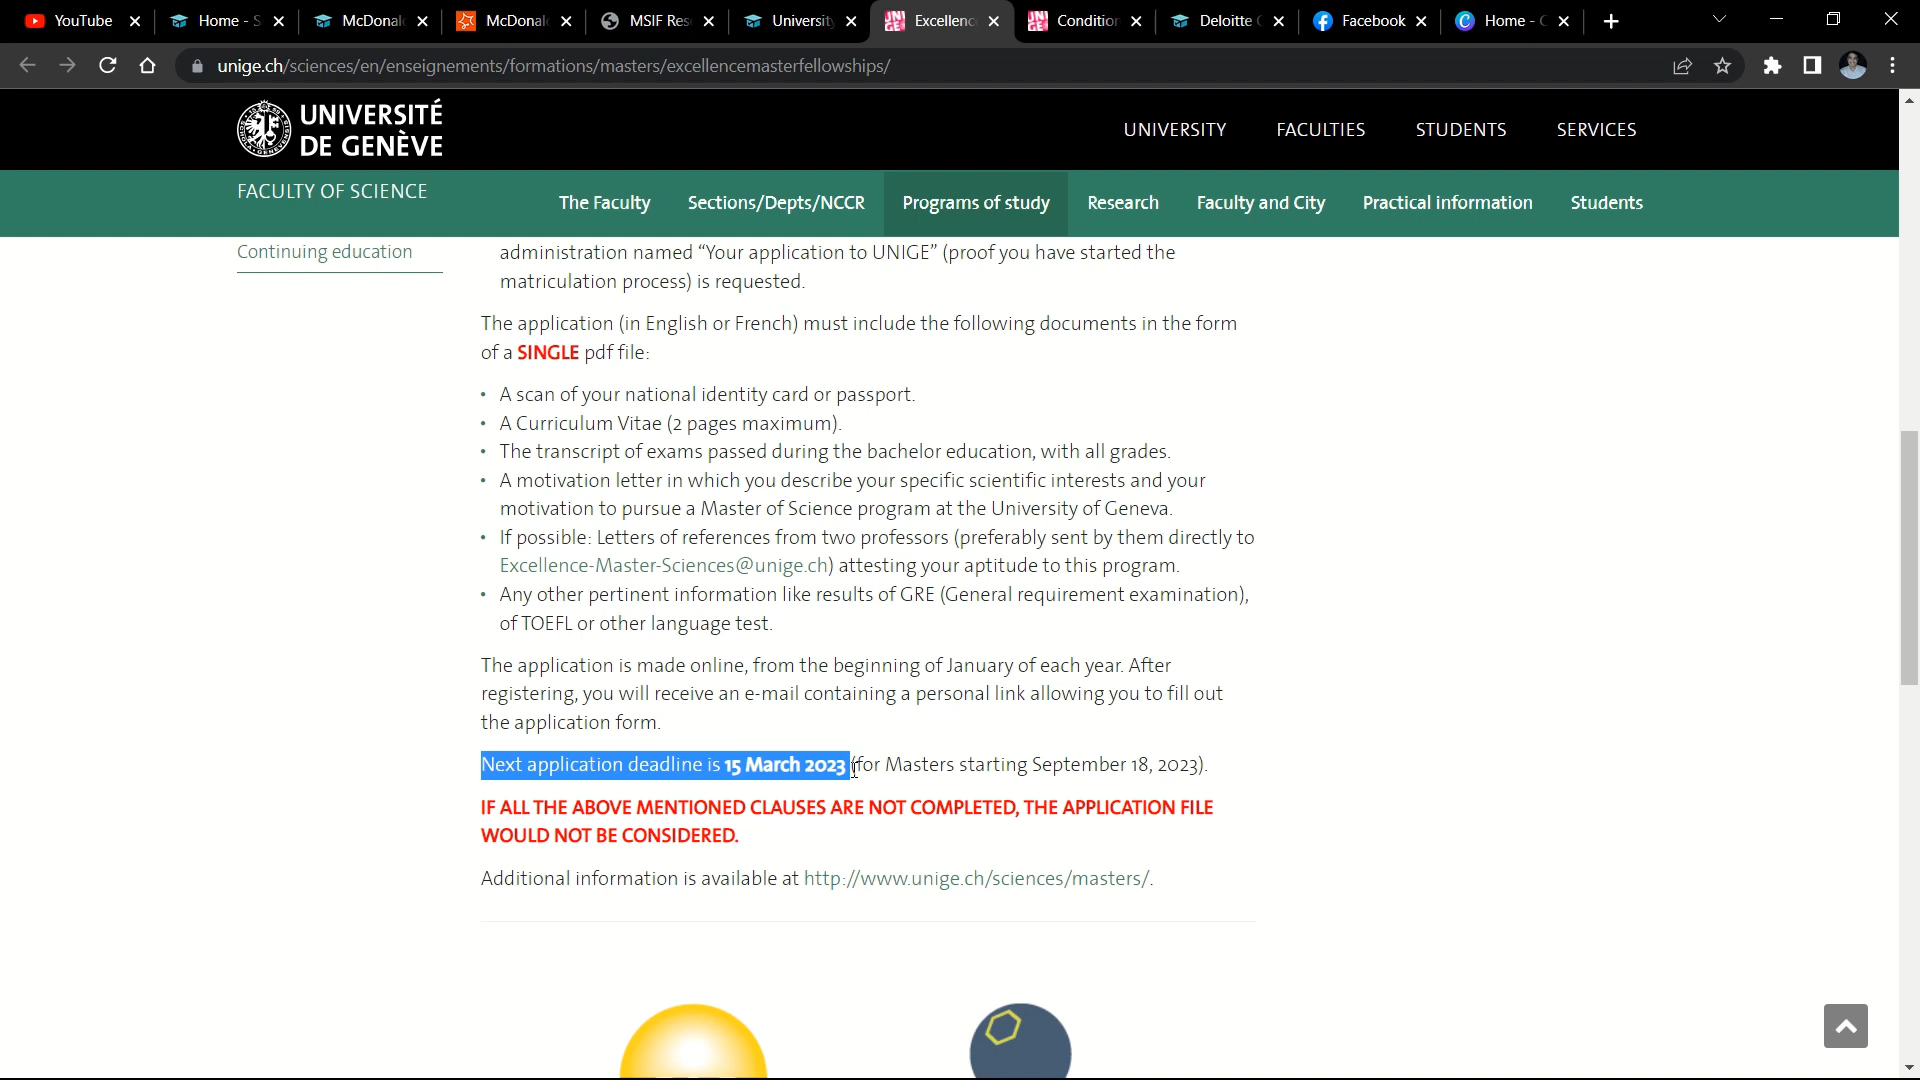 YouTube
Home - S
McDonal
McDonal
MSIF Res
University
Excellenc
Condition
Deloitte C
Facebook
Home - C
unige.ch/sciences/en/enseignements/formations/masters/excellencemasterfellowships/
UNIVERSITÉ
DE GENÈVE
UNIVERSITY
FACULTIES
STUDENTS
SERVICES
FACULTY OF SCIENCE
The Faculty
Sections/Depts/NCCR
Programs of study
Research
Faculty and City
Practical information
Students
Continuing education
administration named “Your application to UNIGE” (proof you have started the
matriculation process) is requested.
The application (in English or French) must include the following documents in the form
of a SINGLE pdf file:
• A scan of your national identity card or passport.
• A Curriculum Vitae (2 pages maximum).
• The transcript of exams passed during the bachelor education, with all grades.
• A motivation letter in which you describe your specific scientific interests and your
motivation to pursue a Master of Science program at the University of Geneva.
• If possible: Letters of references from two professors (preferably sent by them directly to
Excellence-Master-Sciences@unige.ch) attesting your aptitude to this program.
• Any other pertinent information like results of GRE (General requirement examination),
of TOEFL or other language test.
The application is made online, from the beginning of January of each year. After
registering, you will receive an e-mail containing a personal link allowing you to fill out
the application form.
Next application deadline is 15 March 2023 (for Masters starting September 18, 2023).
IF ALL THE ABOVE MENTIONED CLAUSES ARE NOT COMPLETED, THE APPLICATION FILE
WOULD NOT BE CONSIDERED.
Additional information is available at http://www.unige.ch/sciences/masters/.